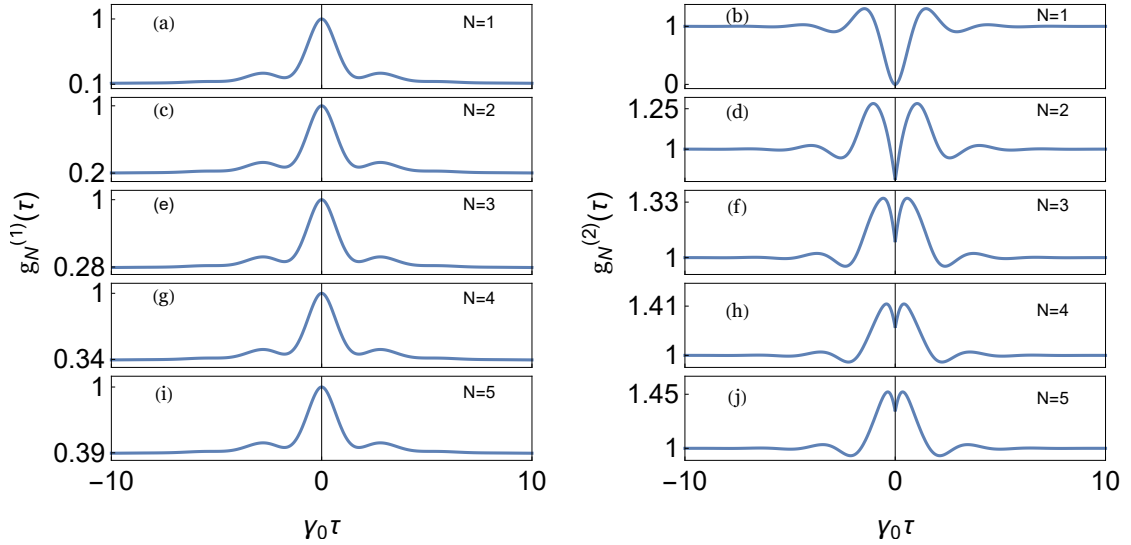 (a) N=1
1
0.1
(c) N=2
1
0.2
(e) N=3
1
0.28
(g) N=4
1
0.34
(i) N=5
1
0.39
-10 0 10
γ₀τ
g_N^(1)(τ)
(b) N=1
1
0
(d) N=2
1.25
1
(f) N=3
1.33
1
(h) N=4
1.41
1
(j) N=5
1.45
1
-10 0 10
γ₀τ
g_N^(2)(τ)